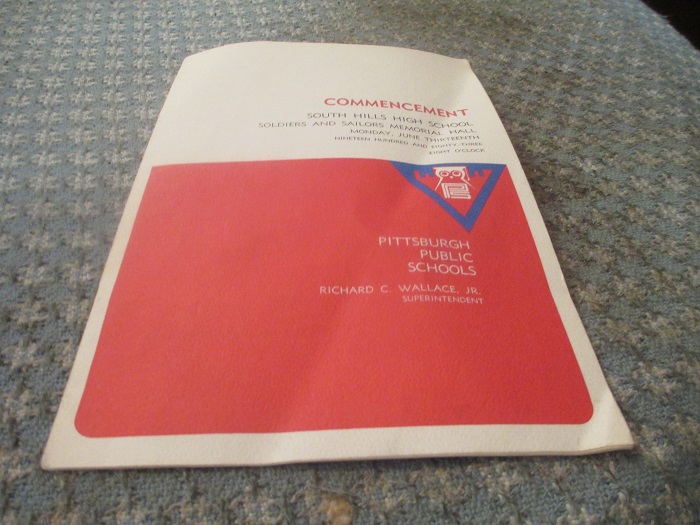 COMMENCEMENT
SOUTH HILLS HIGH SCHOOL
SOLDIERS AND SAILORS MEMORIAL HALL
MONDAY, JUNE THIRTEENTH
NINETEEN HUNDRED AND EIGHTY-THREE
EIGHT O'CLOCK
PITTSBURGH
PUBLIC
SCHOOLS
RICHARD C. WALLACE, JR.
SUPERINTENDENT